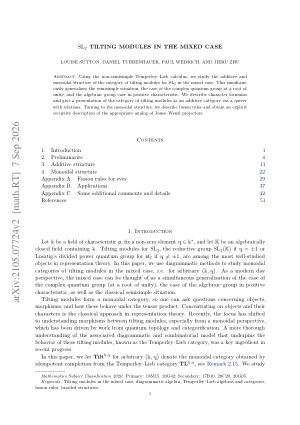 SL₂ TILTING MODULES IN THE MIXED CASE
LOUISE SUTTON, DANIEL TUBBENHAUER, PAUL WEDRICH, AND JIERU ZHU
ABSTRACT. Using the non-semisimple Temperley–Lieb calculus, we study the additive
and monoidal structure of the category of tilting modules for SL₂ in the mixed case. This simultane-
ously generalizes the semisimple situation, the case of the complex quantum group at a root of
unity, and the algebraic group case in positive characteristic. We describe character formulas
and give a presentation of the category of tilting modules as an additive category via a quiver
with relations. Turning to the monoidal structure, we describe fusion rules and obtain an explicit
recursive description of the appropriate analog of Jones–Wenzl projectors.
CONTENTS
1. Introduction 1
2. Preliminaries 4
3. Additive structure 11
4. Monoidal structure 22
Appendix A. Fusion rules for eves 29
Appendix B. Applications 37
Appendix C. Some additional comments and details 42
References 54
1. INTRODUCTION
Let 𝕜 be a field of characteristic p, fix a non-zero element q ∈ 𝕜*, and let 𝕂 be an algebraically
closed field containing 𝕜. Tilting modules for SL₂, the reductive group SL₂(𝕂) if q = ±1 or
Lusztig's divided power quantum group for sl₂ if q ≠ ±1, are among the most well-studied objects
in representation theory. In this paper, we use diagrammatic methods to study monoidal
categories of tilting modules in the mixed case, i.e. for arbitrary (𝕜, q). As a modern day
perspective, the mixed case can be thought of as a simultaneous generalization of the case of the
complex quantum group (at a root of unity), the case of the algebraic group in positive
characteristic, as well as the classical semisimple situation.
Tilting modules form a monoidal category, so one can ask questions concerning objects,
morphisms, and how these behave under the tensor product. Concentrating on objects and their
characters is the classical approach in representation theory. Recently, the focus has shifted
to understanding morphisms between tilting modules, especially from a monoidal perspective,
which has been driven by work from quantum topology and categorification. A more thorough
understanding of the associated diagrammatic and combinatorial model that underpins the
behavior of these tilting modules, known as the Temperley–Lieb category, was a key ingredient in
recent progress.
In this paper, we let Tilt for arbitrary (𝕜, q) denote the monoidal category obtained by
idempotent completion from the Temperley–Lieb category TL, see Remark 2.15. We study
Mathematics Subject Classification 2020. Primary: 18M15, 20G42; Secondary: 17B10, 20C20, 20G05.
Keywords. Tilting modules in the mixed case, diagrammatic algebra, Temperley–Lieb algebras and categories,
fusion rules, braided structures.
1
arXiv:2105.07724v2 [math.RT] 7 Sep 2026